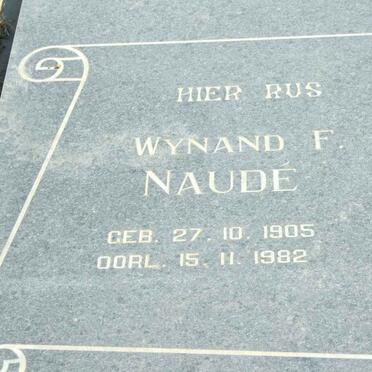 HIER RUS
WYNAND F.
NAUDÉ
GEB. 27. 10. 1905
OORL. 15. 11. 1982